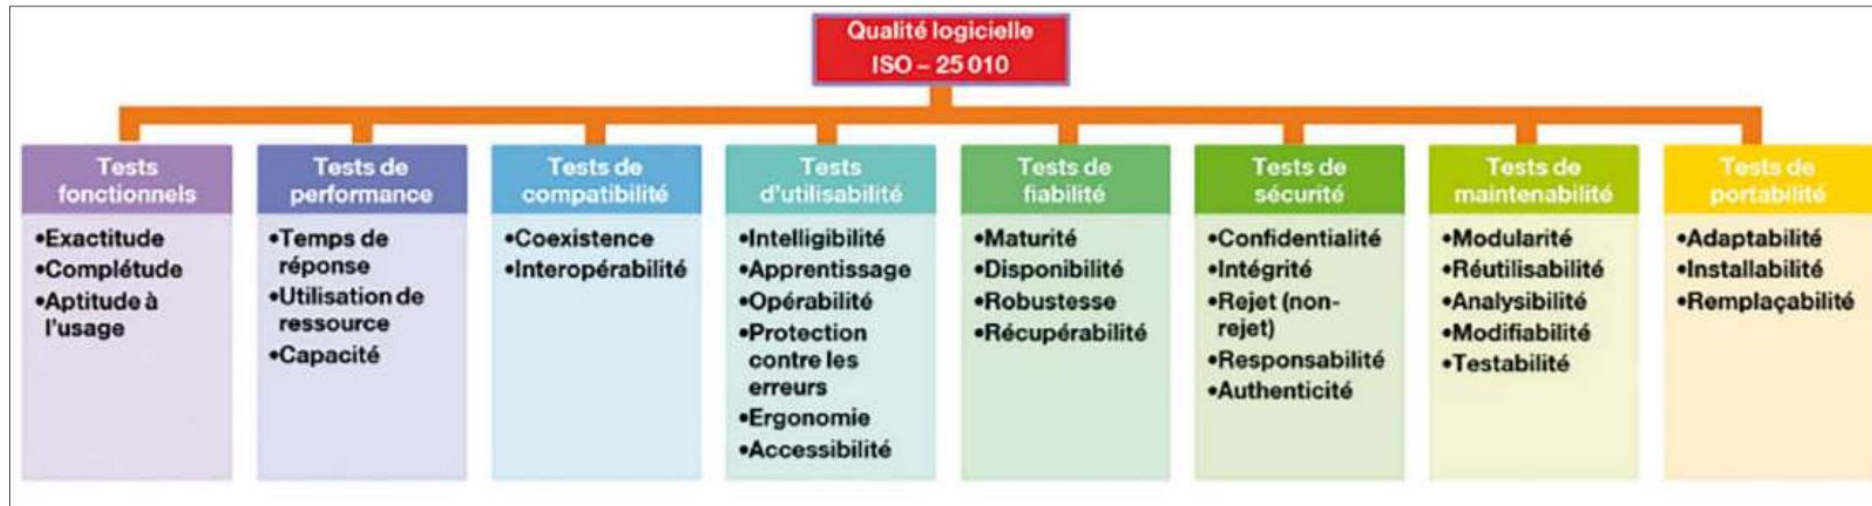 Qualité logicielle
ISO – 25 010
Tests
fonctionnels
•Exactitude
•Complétude
•Aptitude à
l'usage
Tests de
performance
•Temps de
réponse
•Utilisation de
ressource
•Capacité
Tests de
compatibilité
•Coexistence
•Interopérabilité
Tests
d'utilisabilité
•Intelligibilité
•Apprentissage
•Opérabilité
•Protection
contre les
erreurs
•Ergonomie
•Accessibilité
Tests de
fiabilité
•Maturité
•Disponibilité
•Robustesse
•Récupérabilité
Tests de
sécurité
•Confidentialité
•Intégrité
•Rejet (non-
rejet)
•Responsabilité
•Authenticité
Tests de
maintenabilité
•Modularité
•Réutilisabilité
•Analysibilité
•Modifiabilité
•Testabilité
Tests de
portabilité
•Adaptabilité
•Installabilité
•Remplaçabilité